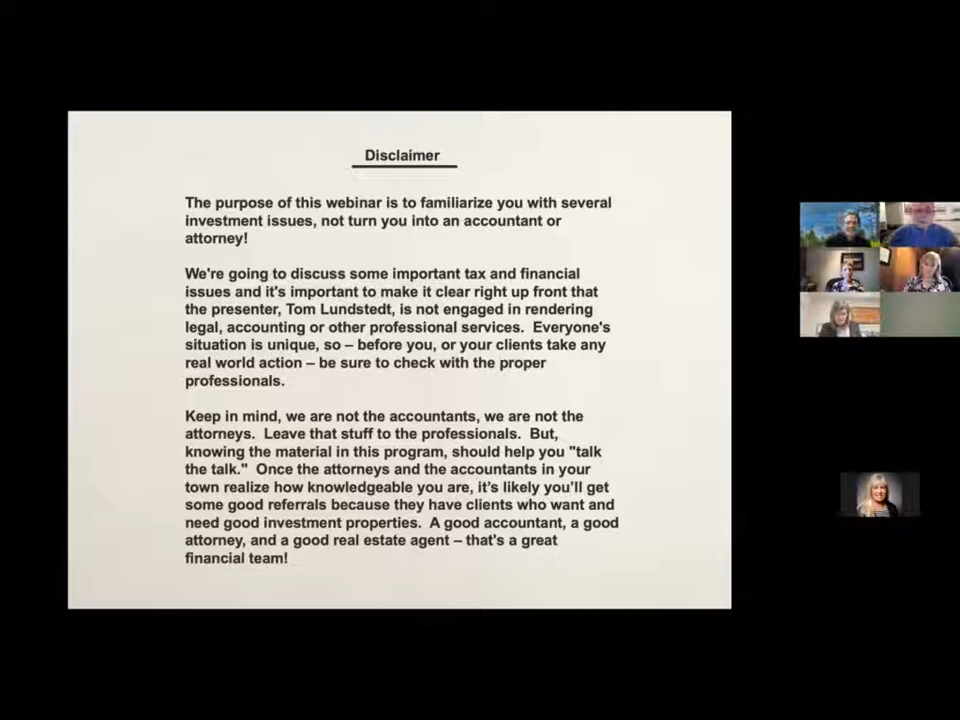 Disclaimer
The purpose of this webinar is to familiarize you with several
investment issues, not turn you into an accountant or
attorney!
We're going to discuss some important tax and financial
issues and it's important to make it clear right up front that
the presenter, Tom Lundstedt, is not engaged in rendering
legal, accounting or other professional services.  Everyone's
situation is unique, so – before you, or your clients take any
real world action – be sure to check with the proper
professionals.
Keep in mind, we are not the accountants, we are not the
attorneys.  Leave that stuff to the professionals.  But,
knowing the material in this program, should help you "talk
the talk."  Once the attorneys and the accountants in your
town realize how knowledgeable you are, it's likely you'll get
some good referrals because they have clients who want and
need good investment properties.  A good accountant, a good
attorney, and a good real estate agent – that's a great
financial team!